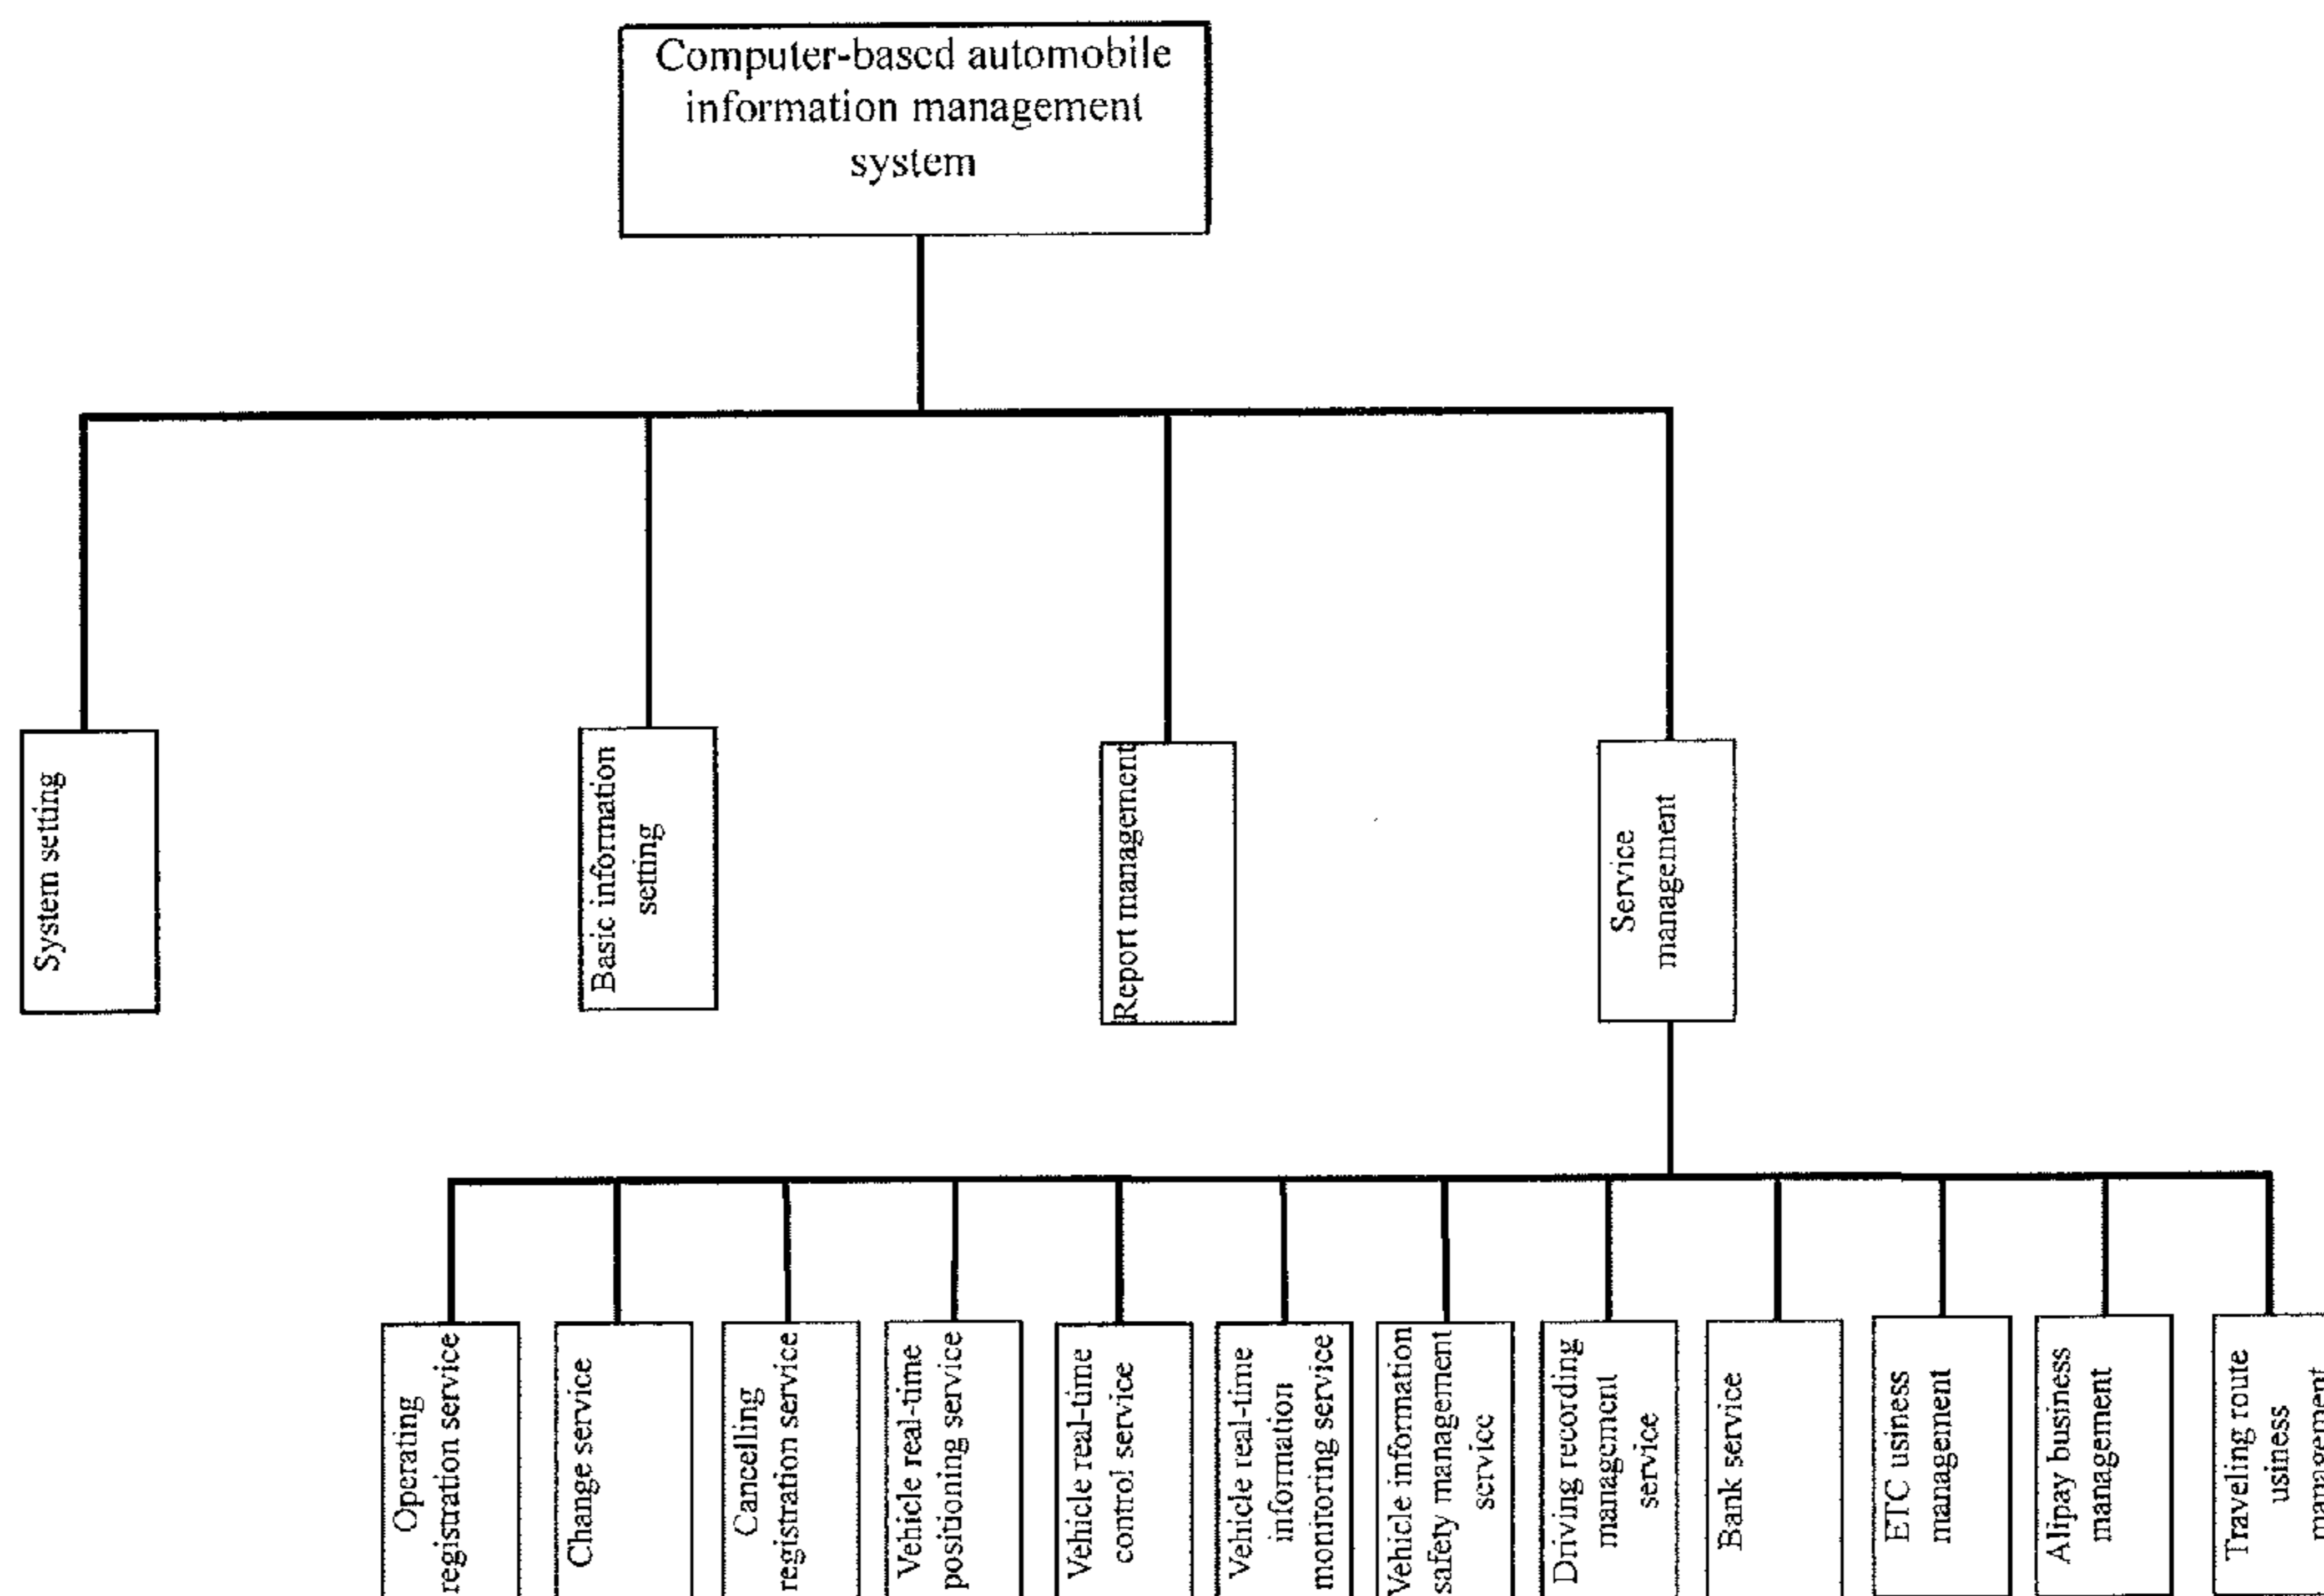 Computer-based automobile
information management
system
System setting
Basic information
setting
Report management
Service
management
Operating
registration service
Change service
Cancelling
registration service
Vehicle real-time
positioning service
Vehicle real-time
control service
Vehicle real-time
information
monitoring service
Vehicle information
safety management
service
Driving recording
management
service
Bank service
ETC usiness
management
Alipay business
management
Traveling route
usiness
management